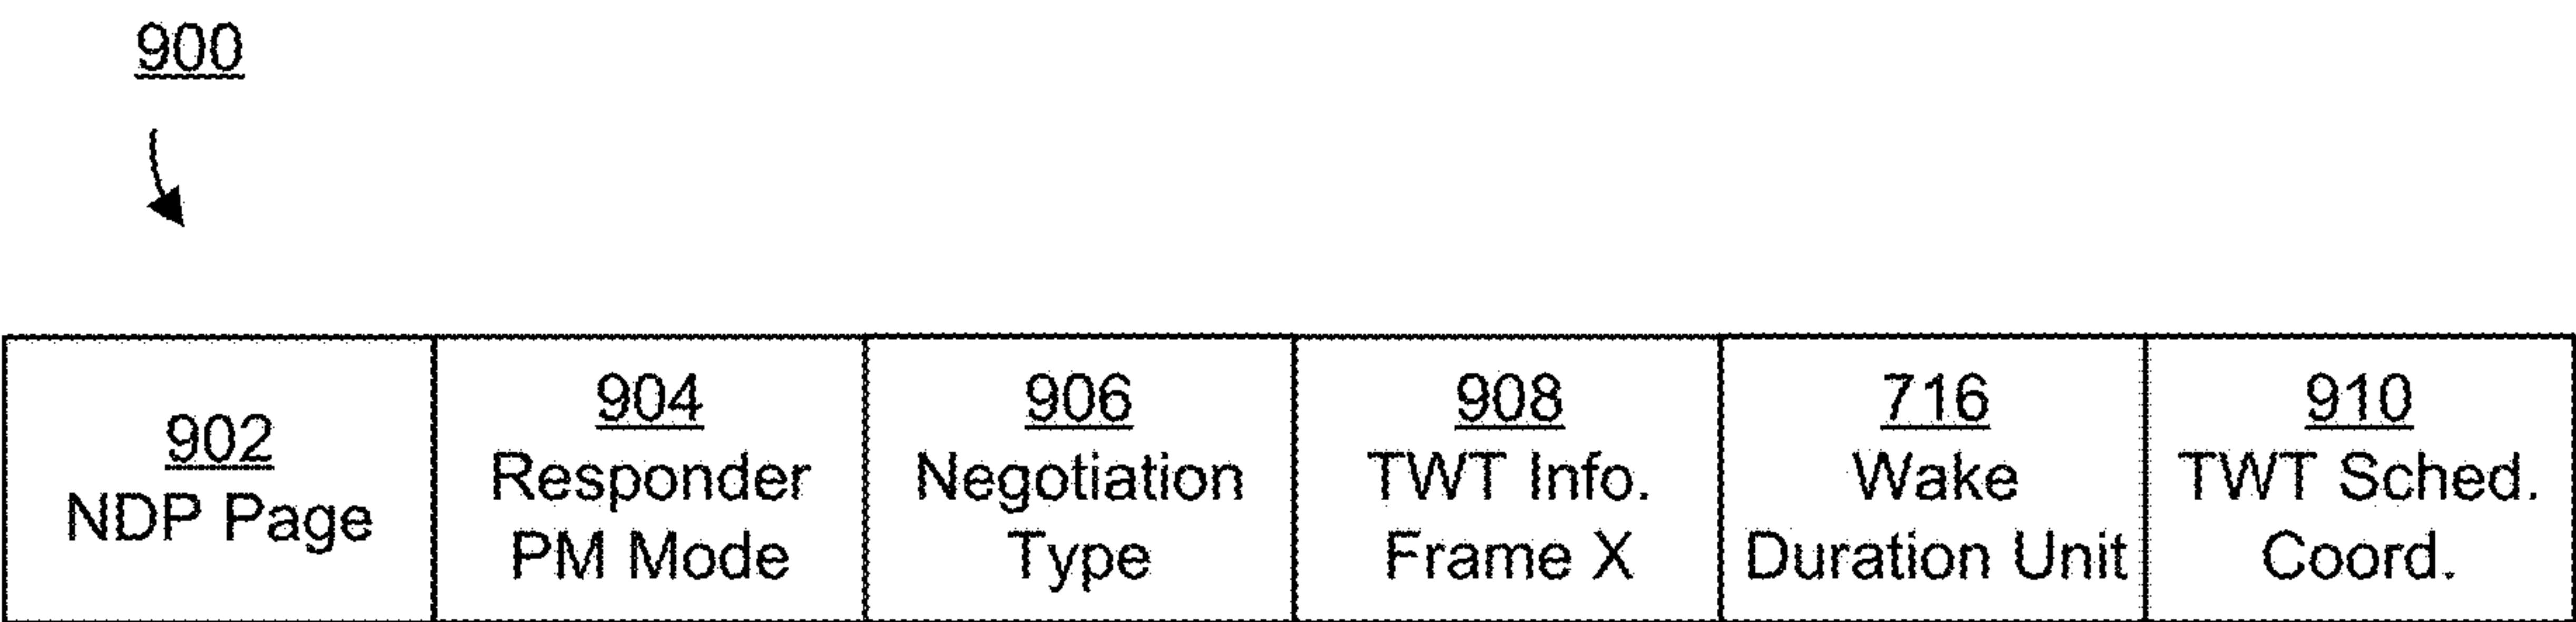 900
902
NDP Page
904
Responder
PM Mode
906
Negotiation
Type
908
TWT Info.
Frame X
716
Wake
Duration Unit
910
TWT Sched.
Coord.